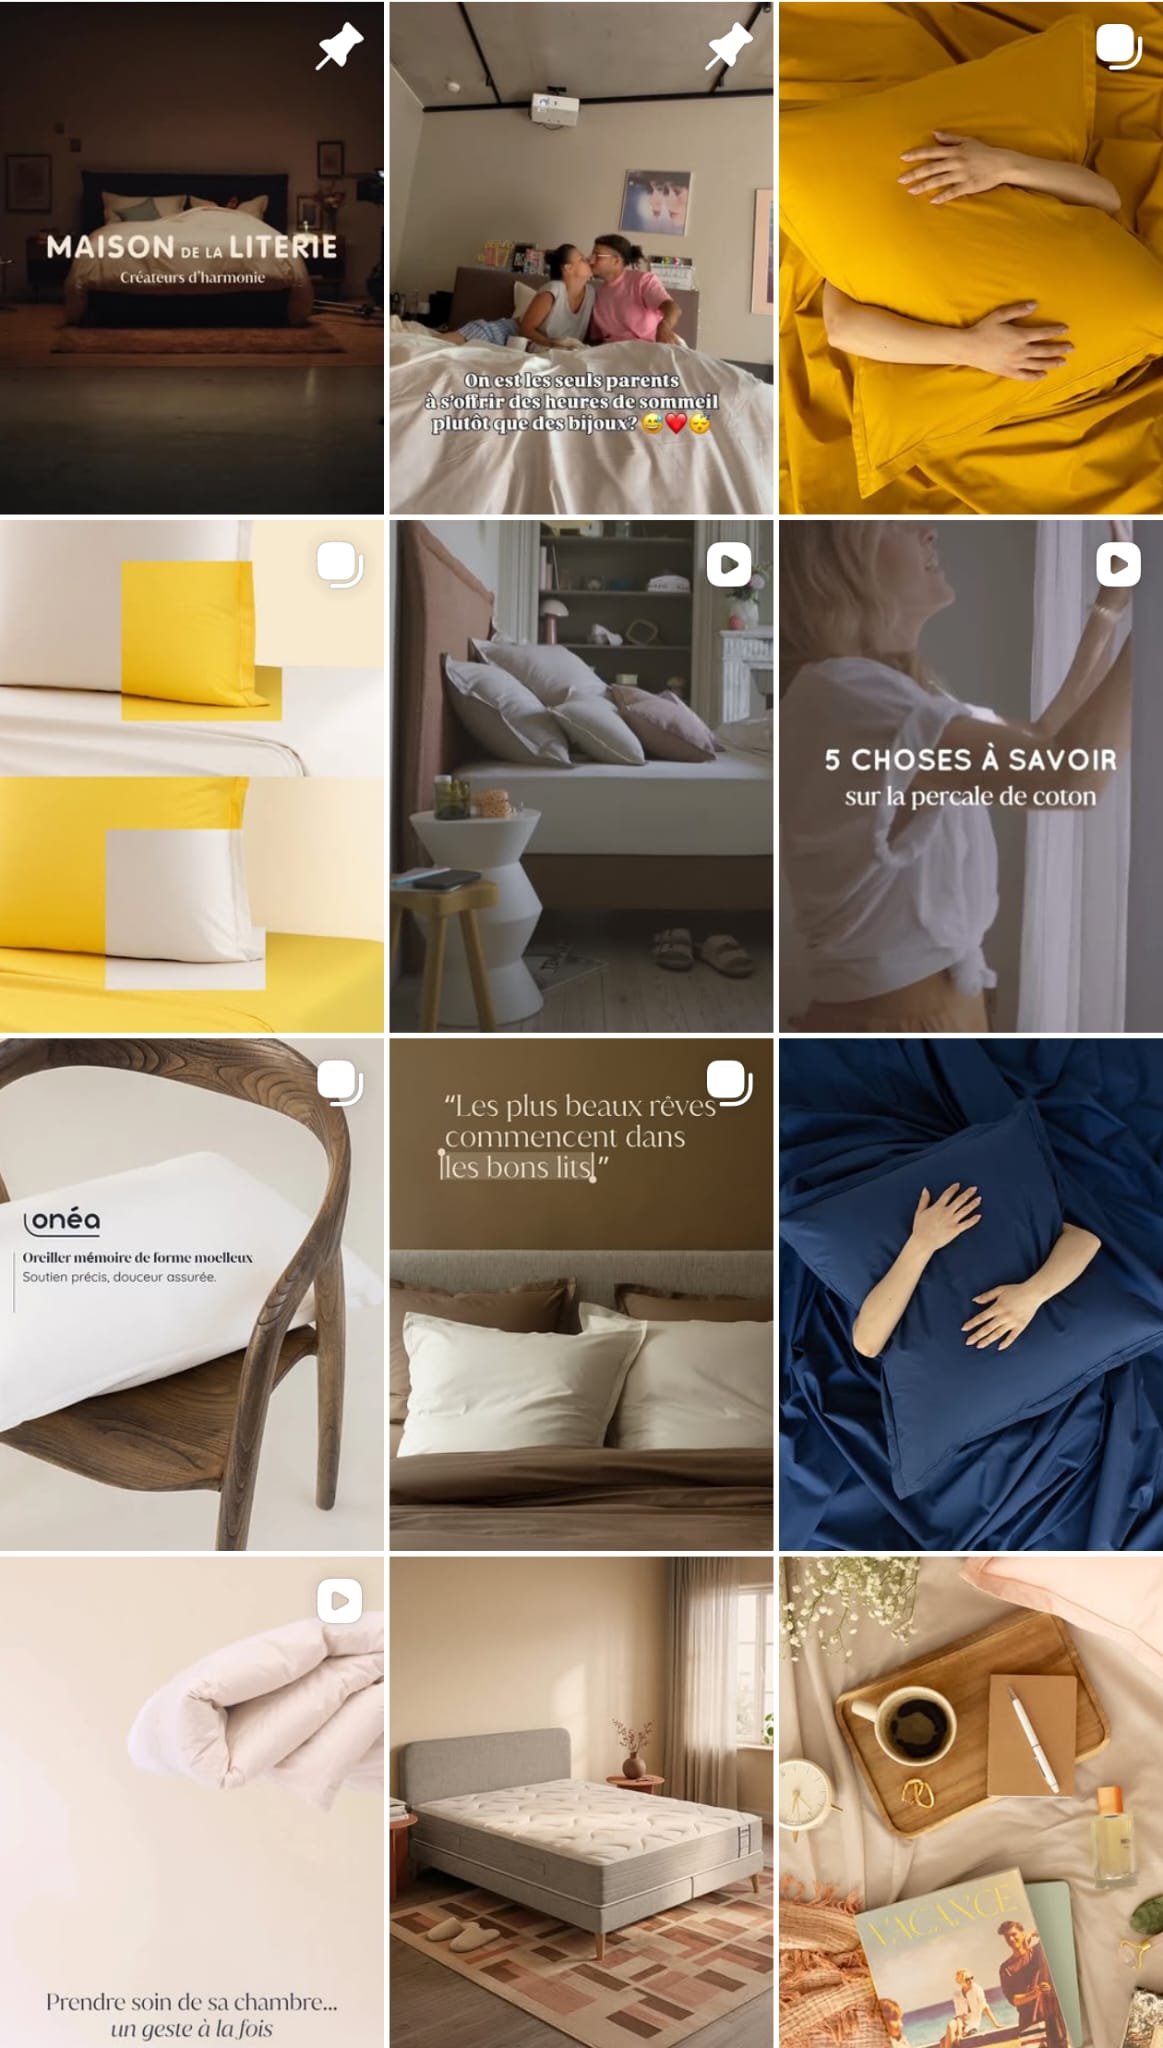 MAISON DE LA LITERIE
Créateurs d'harmonie
On est les seuls parents
à s'offrir des heures de sommeil
plutôt que des bijoux? 😅❤️😴
5 CHOSES À SAVOIR
sur la percale de coton
onéa
Oreiller mémoire de forme moelleux
Soutien précis, douceur assurée.
“Les plus beaux rêves
commencent dans
les bons lits”
Prendre soin de sa chambre...
un geste à la fois
VACANCE